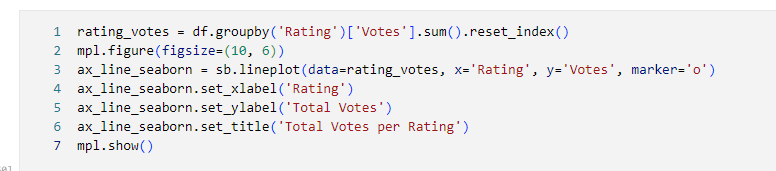 1 rating_votes = df.groupby('Rating')['Votes'].sum().reset_index()
2 mpl.figure(figsize=(10, 6))
3 ax_line_seaborn = sb.lineplot(data=rating_votes, x='Rating', y='Votes', marker='o')
4 ax_line_seaborn.set_xlabel('Rating')
5 ax_line_seaborn.set_ylabel('Total Votes')
6 ax_line_seaborn.set_title('Total Votes per Rating')
7 mpl.show()